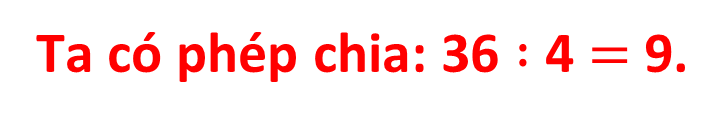 Ta có phép chia: 36 : 4 = 9.